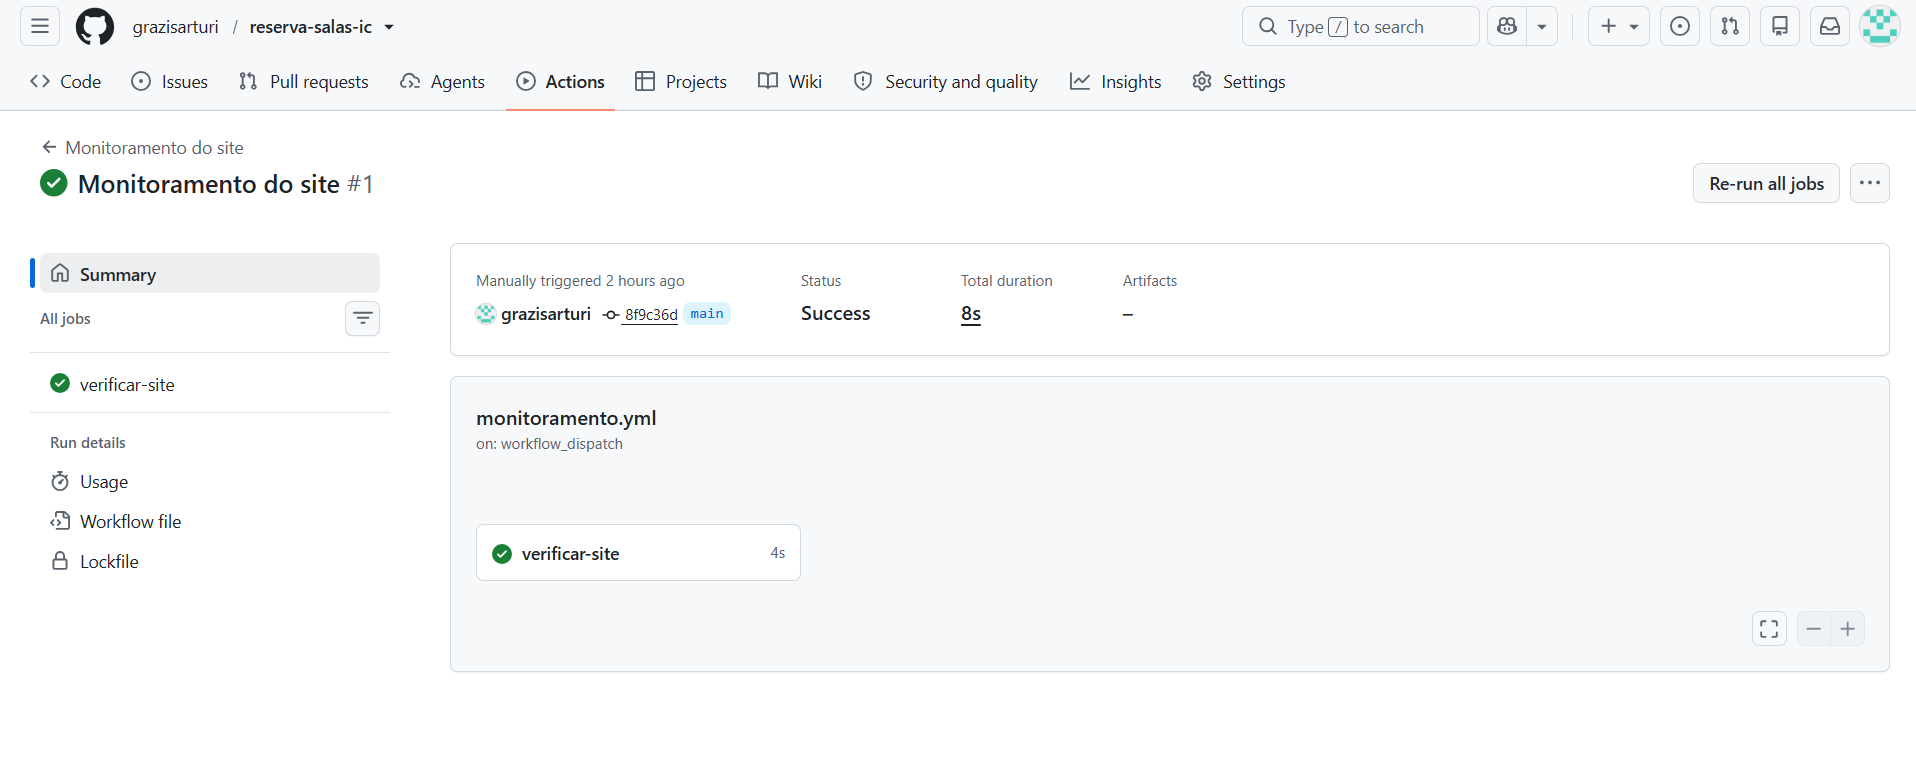 grazisarturi / reserva-salas-ic
Type / to search
Code Issues Pull requests Agents Actions Projects Wiki Security and quality Insights Settings
← Monitoramento do site
Monitoramento do site #1
Re-run all jobs
Summary
All jobs
verificar-site
Run details
Usage
Workflow file
Lockfile
Manually triggered 2 hours ago
grazisarturi 8f9c36d main
Status
Success
Total duration
8s
Artifacts
–
monitoramento.yml
on: workflow_dispatch
verificar-site 4s